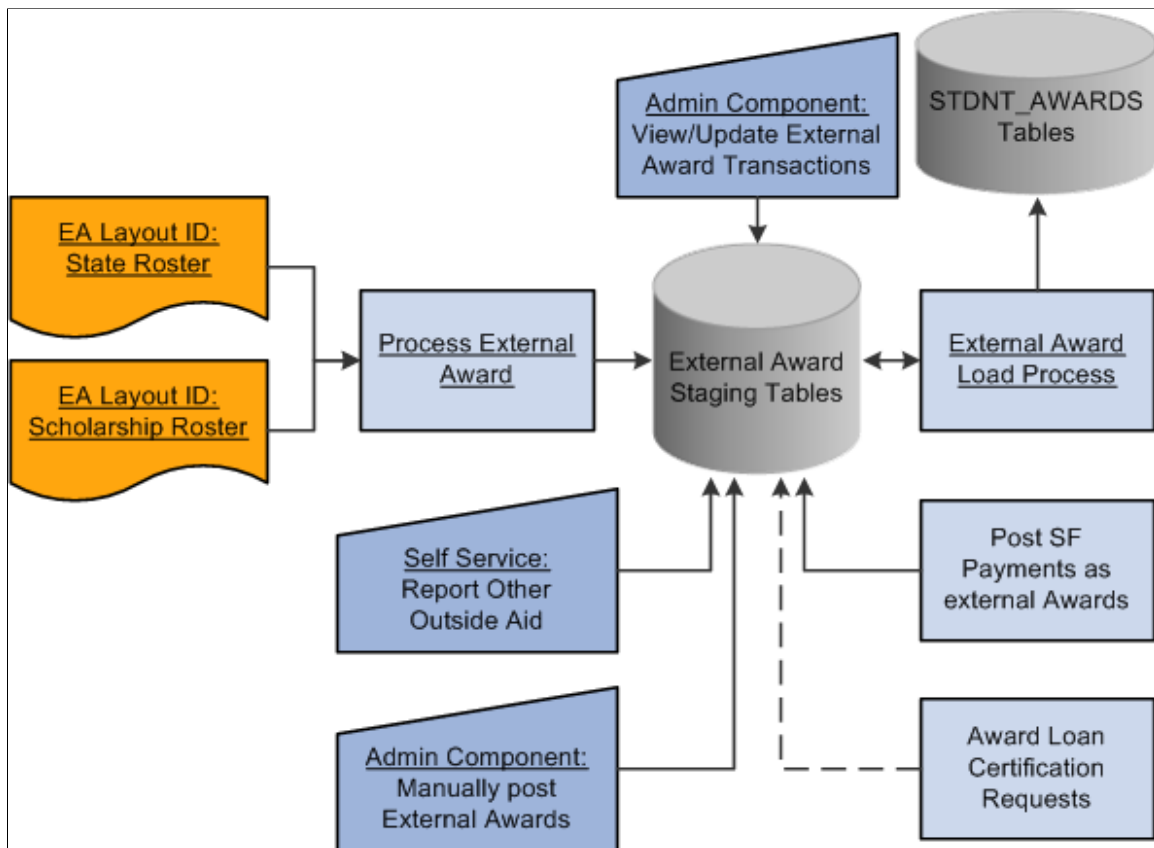 Admin Component:
View/Update External
Award Transactions
STDNT_AWARDS
Tables
EA Layout ID:
State Roster
EA Layout ID:
Scholarship Roster
Process External
Award
External Award
Staging Tables
External Award
Load Process
Self Service:
Report Other
Outside Aid
Post SF
Payments as
external Awards
Admin Component:
Manually post
External Awards
Award Loan
Certification
Requests